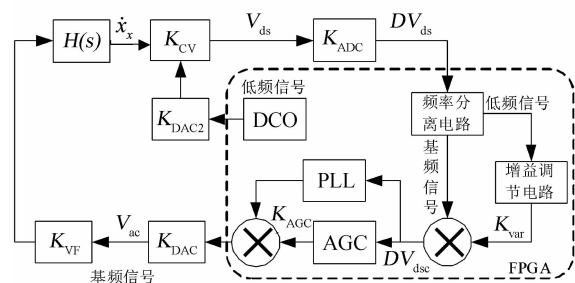 H(s)
ẋx
KCV
Vds
KADC
DVds
低频信号
KDAC2
DCO
频率分
离电路
低频信号
基
频
信
号
增益调
节电路
PLL
KAGC
AGC
DVdsc
Kvar
KVF
Vac
KDAC
基频信号
FPGA